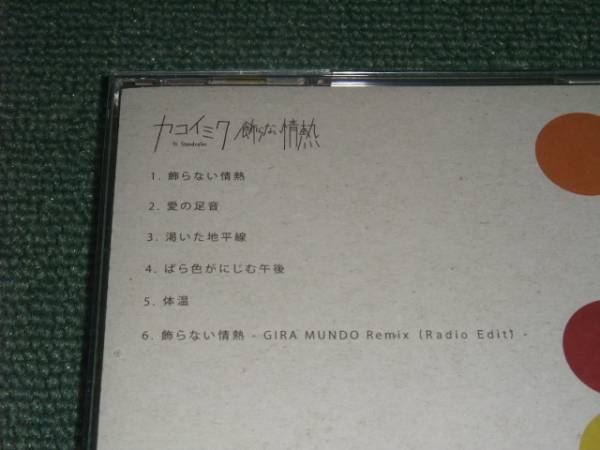 カコイミク 飾らない情熱
1. 飾らない情熱
2. 愛の足音
3. 渇いた地平線
4. ばら色がにじむ午後
5. 体温
6. 飾らない情熱 - GIRA MUNDO Remix (Radio Edit) -